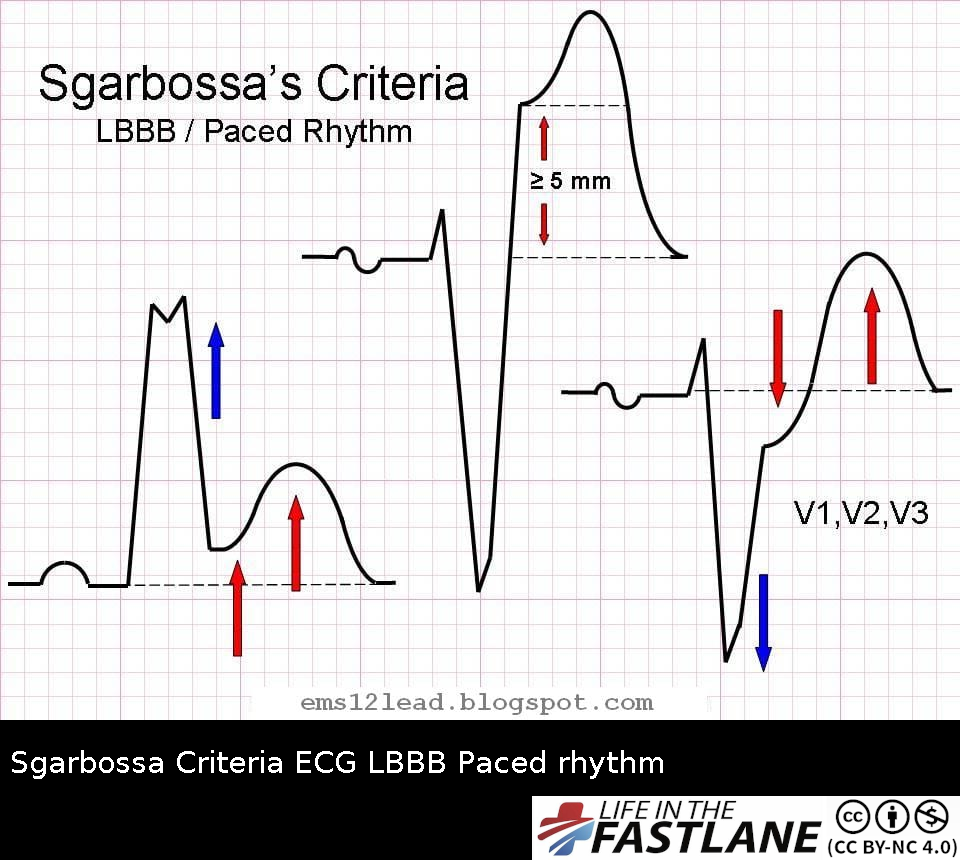 Sgarbossa's Criteria
LBBB / Paced Rhythm
≥ 5 mm
V1,V2,V3
ems12lead.blogspot.com
Sgarbossa Criteria ECG LBBB Paced rhythm
LIFE IN THE
FASTLANE
cc $
(CC BY-NC 4.0)